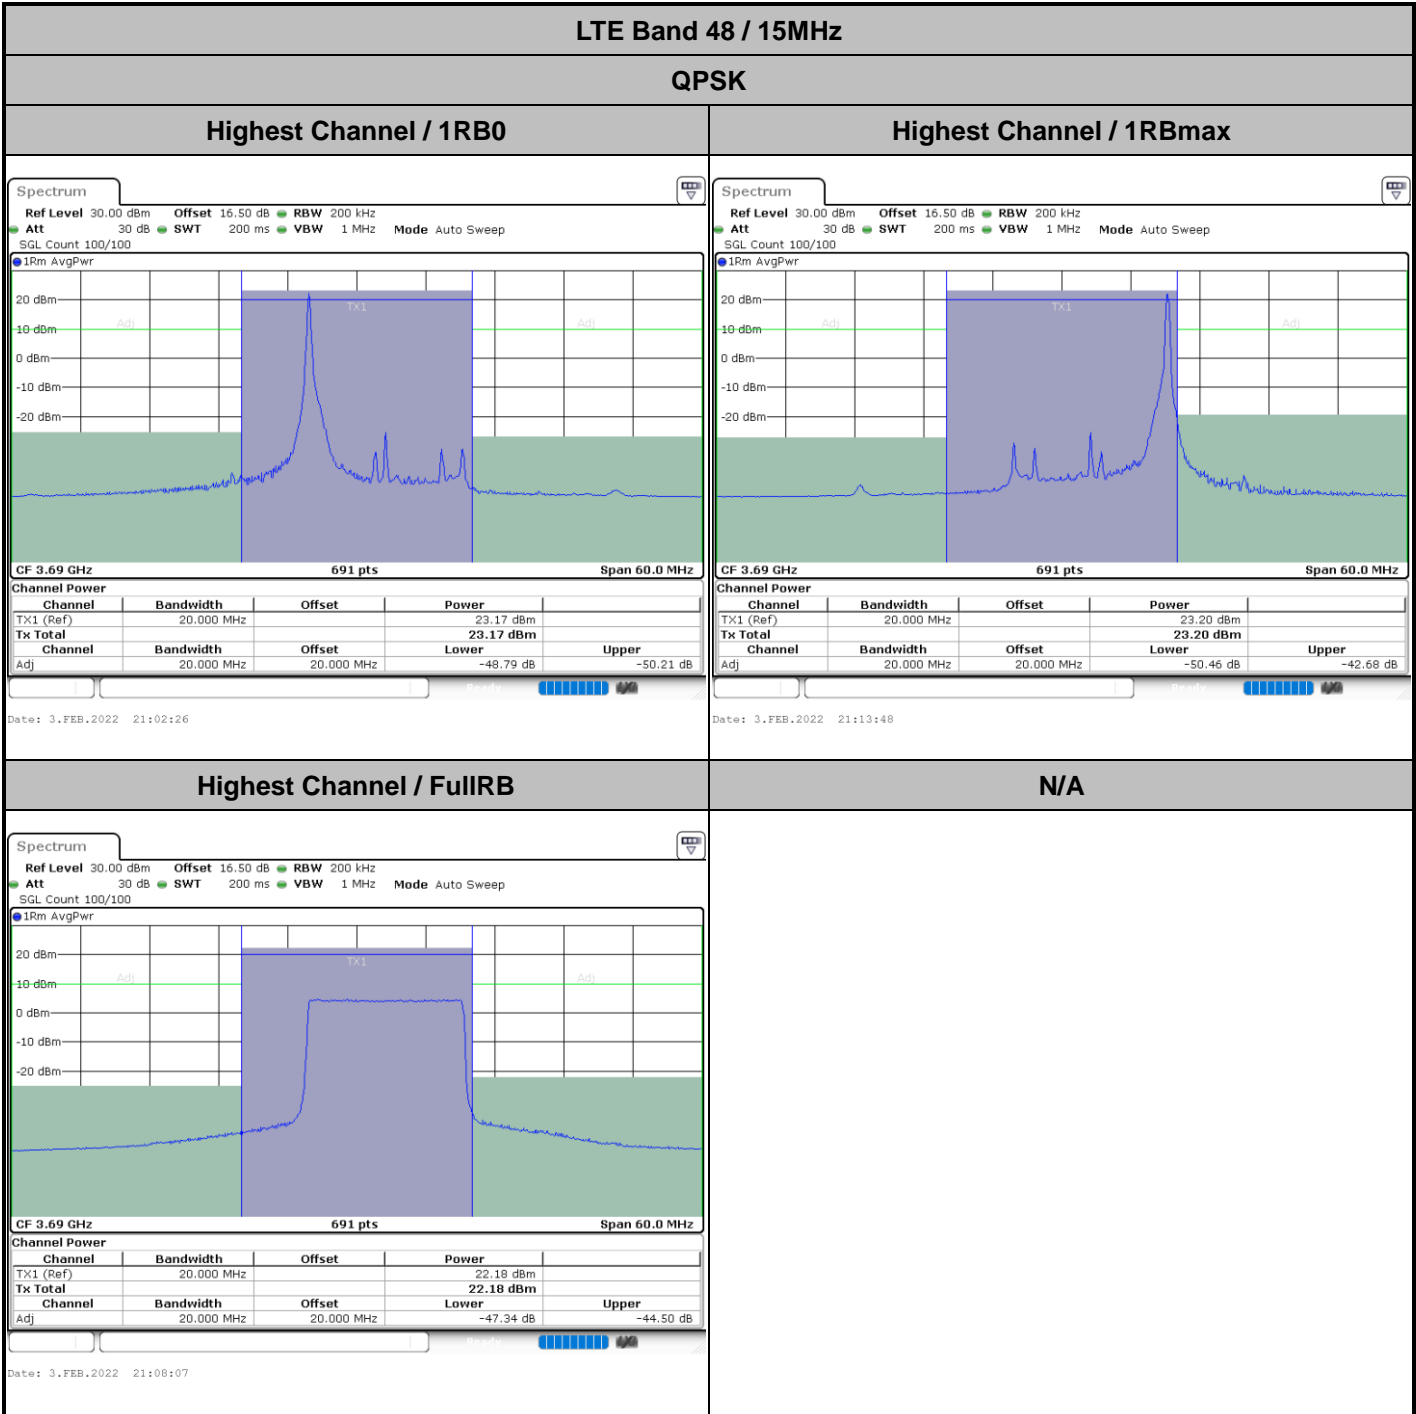 LTE Band 48 / 15MHz
QPSK
Highest Channel / 1RB0
Highest Channel / 1RBmax
Spectrum
Ref Level 30.00 dBm Offset 16.50 dB RBW 200 kHz
Att 30 dB SWT 200 ms VBW 1 MHz Mode Auto Sweep
SGL Count 100/100
1Rm AvgPwr
TX1
Adj
Adj
20 dBm
10 dBm
0 dBm
-10 dBm
-20 dBm
CF 3.69 GHz 691 pts Span 60.0 MHz
Channel Power
Channel Bandwidth Offset Power
TX1 (Ref) 20.000 MHz 23.17 dBm
Tx Total 23.17 dBm
Channel Bandwidth Offset Lower Upper
Adj 20.000 MHz 20.000 MHz -48.79 dB -50.21 dB
Ready
Date: 3.FEB.2022 21:02:26
Spectrum
Ref Level 30.00 dBm Offset 16.50 dB RBW 200 kHz
Att 30 dB SWT 200 ms VBW 1 MHz Mode Auto Sweep
SGL Count 100/100
1Rm AvgPwr
TX1
Adj
Adj
20 dBm
10 dBm
0 dBm
-10 dBm
-20 dBm
CF 3.69 GHz 691 pts Span 60.0 MHz
Channel Power
Channel Bandwidth Offset Power
TX1 (Ref) 20.000 MHz 23.20 dBm
Tx Total 23.20 dBm
Channel Bandwidth Offset Lower Upper
Adj 20.000 MHz 20.000 MHz -50.46 dB -42.68 dB
Ready
Date: 3.FEB.2022 21:13:48
Highest Channel / FullRB
N/A
Spectrum
Ref Level 30.00 dBm Offset 16.50 dB RBW 200 kHz
Att 30 dB SWT 200 ms VBW 1 MHz Mode Auto Sweep
SGL Count 100/100
1Rm AvgPwr
TX1
Adj
Adj
20 dBm
10 dBm
0 dBm
-10 dBm
-20 dBm
CF 3.69 GHz 691 pts Span 60.0 MHz
Channel Power
Channel Bandwidth Offset Power
TX1 (Ref) 20.000 MHz 22.18 dBm
Tx Total 22.18 dBm
Channel Bandwidth Offset Lower Upper
Adj 20.000 MHz 20.000 MHz -47.34 dB -44.50 dB
Ready
Date: 3.FEB.2022 21:08:07